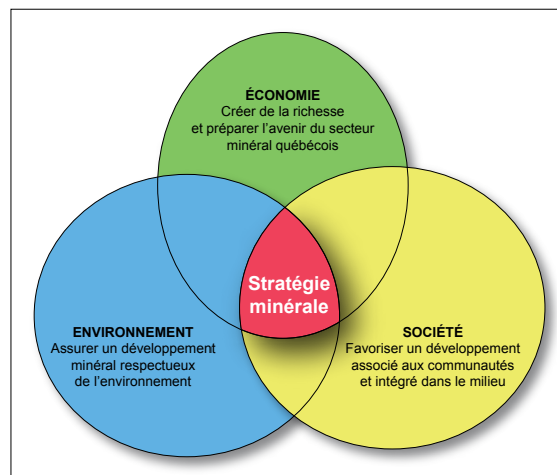 ÉCONOMIE
Créer de la richesse
et préparer l’avenir du secteur
minéral québécois
Stratégie
minérale
ENVIRONNEMENT
Assurer un développement
minéral respectueux
de l’environnement
SOCIÉTÉ
Favoriser un développement
associé aux communautés
et intégré dans le milieu